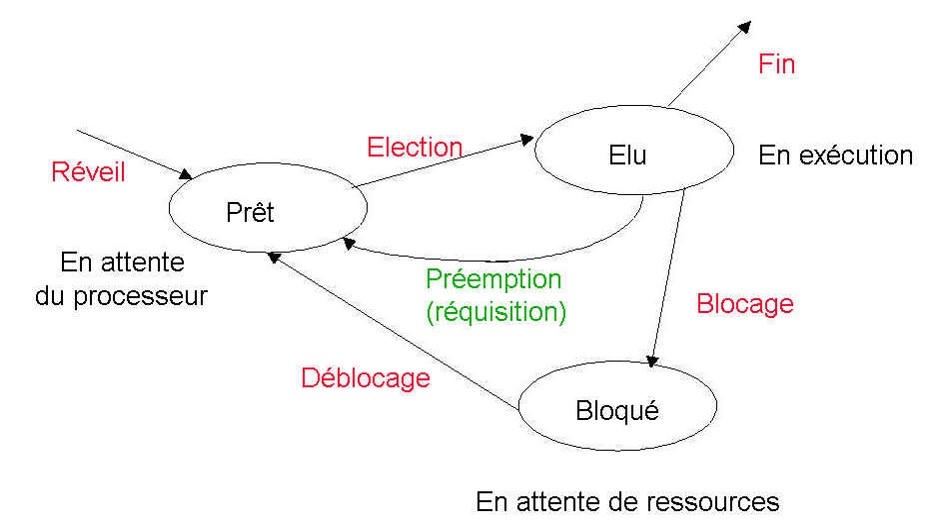 Fin
Election
Elu
En exécution
Réveil
Prêt
En attente
du processeur
Préemption
(réquisition)
Blocage
Déblocage
Bloqué
En attente de ressources